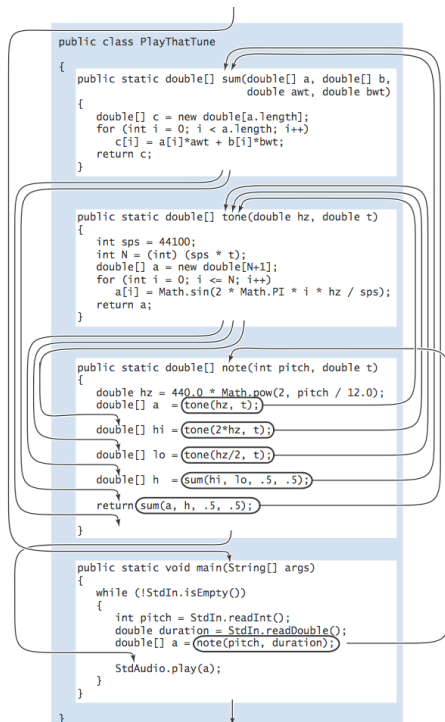 public class PlayThatTune
{
public static double[] sum(double[] a, double[] b,
double awt, double bwt)
{
double[] c = new double[a.length];
for (int i = 0; i < a.length; i++)
c[i] = a[i]*awt + b[i]*bwt;
return c;
}
public static double[] tone(double hz, double t)
{
int sps = 44100;
int N = (int) (sps * t);
double[] a = new double[N+1];
for (int i = 0; i <= N; i++)
a[i] = Math.sin(2 * Math.PI * i * hz / sps);
return a;
}
public static double[] note(int pitch, double t)
{
double hz = 440.0 * Math.pow(2, pitch / 12.0);
double[] a = tone(hz, t);
double[] hi = tone(2*hz, t);
double[] lo = tone(hz/2, t);
double[] h = sum(hi, lo, .5, .5);
return sum(a, h, .5, .5);
}
public static void main(String[] args)
{
while (!StdIn.isEmpty())
{
int pitch = StdIn.readInt();
double duration = StdIn.readDouble();
double[] a = note(pitch, duration);
StdAudio.play(a);
}
}
}